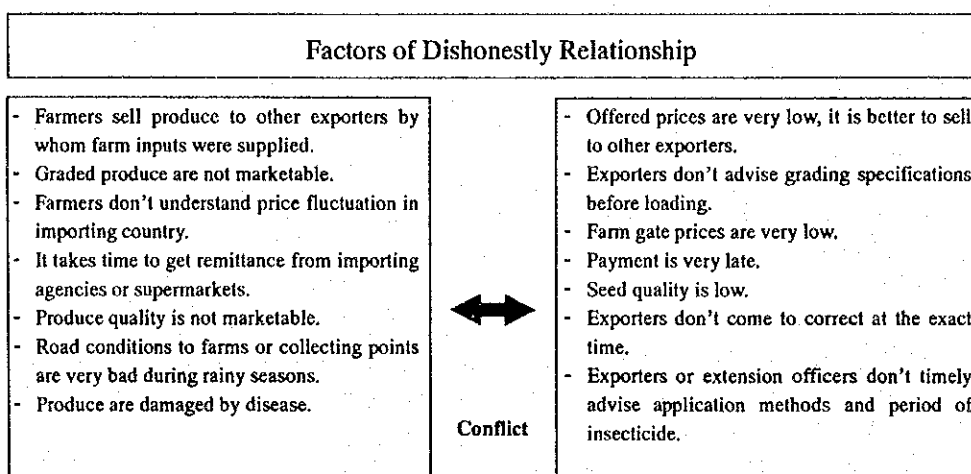 Factors of Dishonestly Relationship
- Farmers sell produce to other exporters by
whom farm inputs were supplied.
- Graded produce are not marketable.
- Farmers don't understand price fluctuation in
importing country.
- It takes time to get remittance from importing
agencies or supermarkets.
- Produce quality is not marketable.
- Road conditions to farms or collecting points
are very bad during rainy seasons.
- Produce are damaged by disease.
Conflict
- Offered prices are very low, it is better to sell
to other exporters.
- Exporters don't advise grading specifications
before loading.
- Farm gate prices are very low.
- Payment is very late.
- Seed quality is low.
- Exporters don't come to correct at the exact
time.
- Exporters or extension officers don't timely
advise application methods and period of
insecticide.